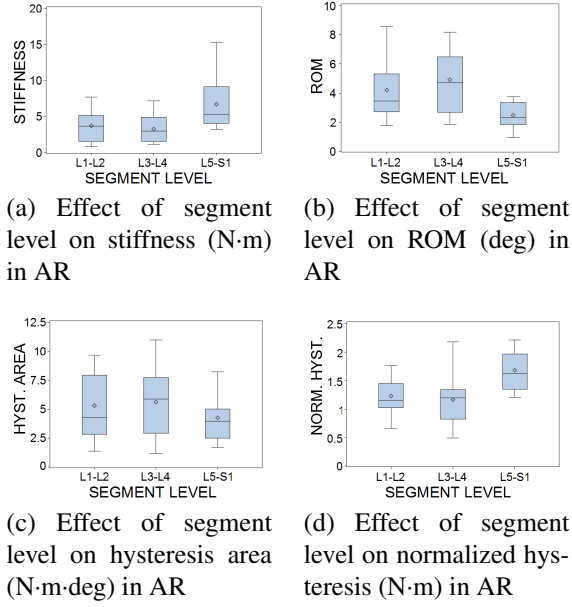 20
15
10
5
0
STIFFNESS
L1-L2 L3-L4 L5-S1
SEGMENT LEVEL
(a) Effect of segment
level on stiffness (N·m)
in AR
10
8
6
4
2
0
ROM
L1-L2 L3-L4 L5-S1
SEGMENT LEVEL
(b) Effect of segment
level on ROM (deg) in
AR
12.5
10
7.5
5
2.5
0
HYST. AREA
L1-L2 L3-L4 L5-S1
SEGMENT LEVEL
(c) Effect of segment
level on hysteresis area
(N·m·deg) in AR
2.5
2
1.5
1
0.5
0
NORM. HYST.
L1-L2 L3-L4 L5-S1
SEGMENT LEVEL
(d) Effect of segment
level on normalized hys-
teresis (N·m) in AR